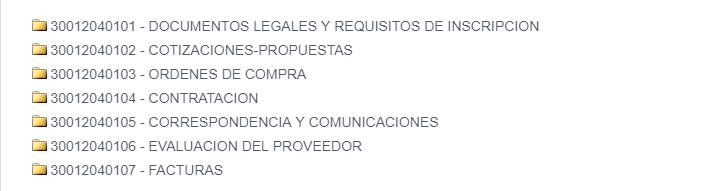 30012040101 - DOCUMENTOS LEGALES Y REQUISITOS DE INSCRIPCION
30012040102 - COTIZACIONES-PROPUESTAS
30012040103 - ORDENES DE COMPRA
30012040104 - CONTRATACION
30012040105 - CORRESPONDENCIA Y COMUNICACIONES
30012040106 - EVALUACION DEL PROVEEDOR
30012040107 - FACTURAS